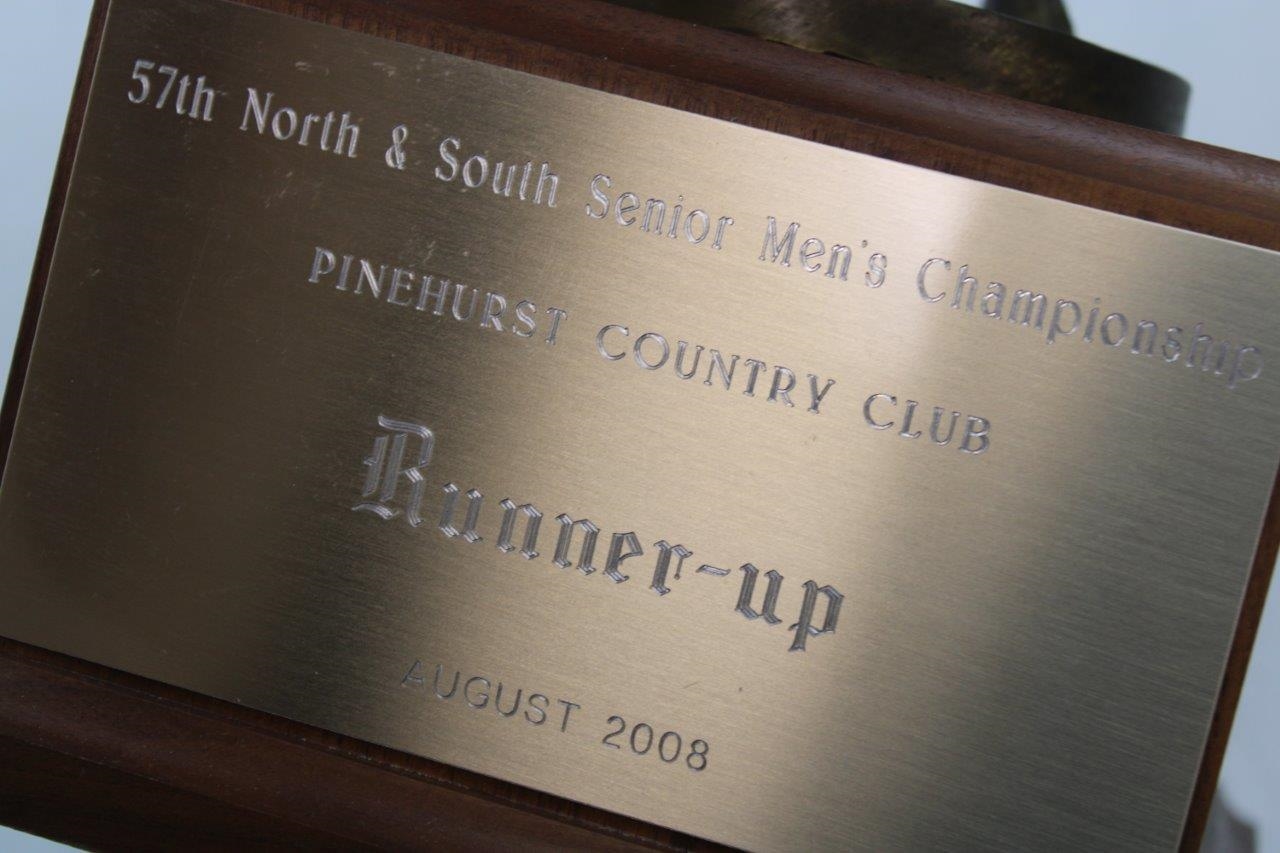 57th North & South Senior Men's Championship
PINEHURST COUNTRY CLUB
Runner-up
AUGUST 2008